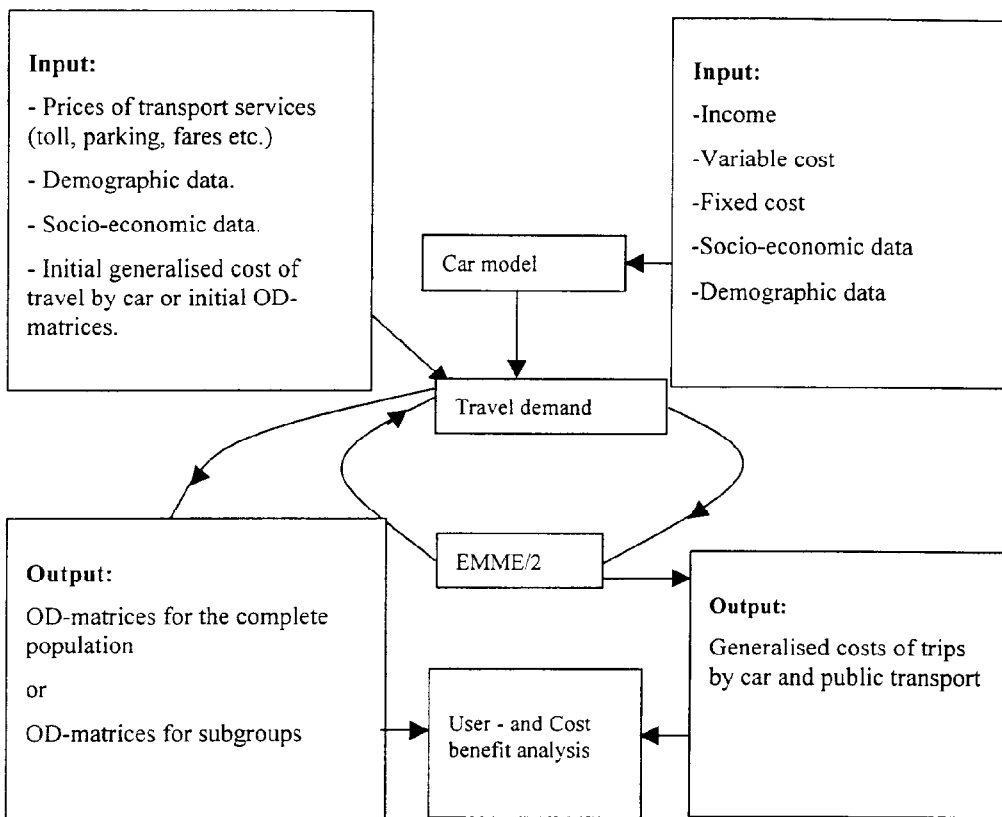 Input:
- Prices of transport services
(toll, parking, fares etc.)
- Demographic data.
- Socio-economic data.
- Initial generalised cost of
travel by car or initial OD-
matrices.
Input:
-Income
-Variable cost
-Fixed cost
-Socio-economic data
-Demographic data
Car model
Travel demand
EMME/2
Output:
OD-matrices for the complete
population
or
OD-matrices for subgroups
User - and Cost
benefit analysis
Output:
Generalised costs of trips
by car and public transport